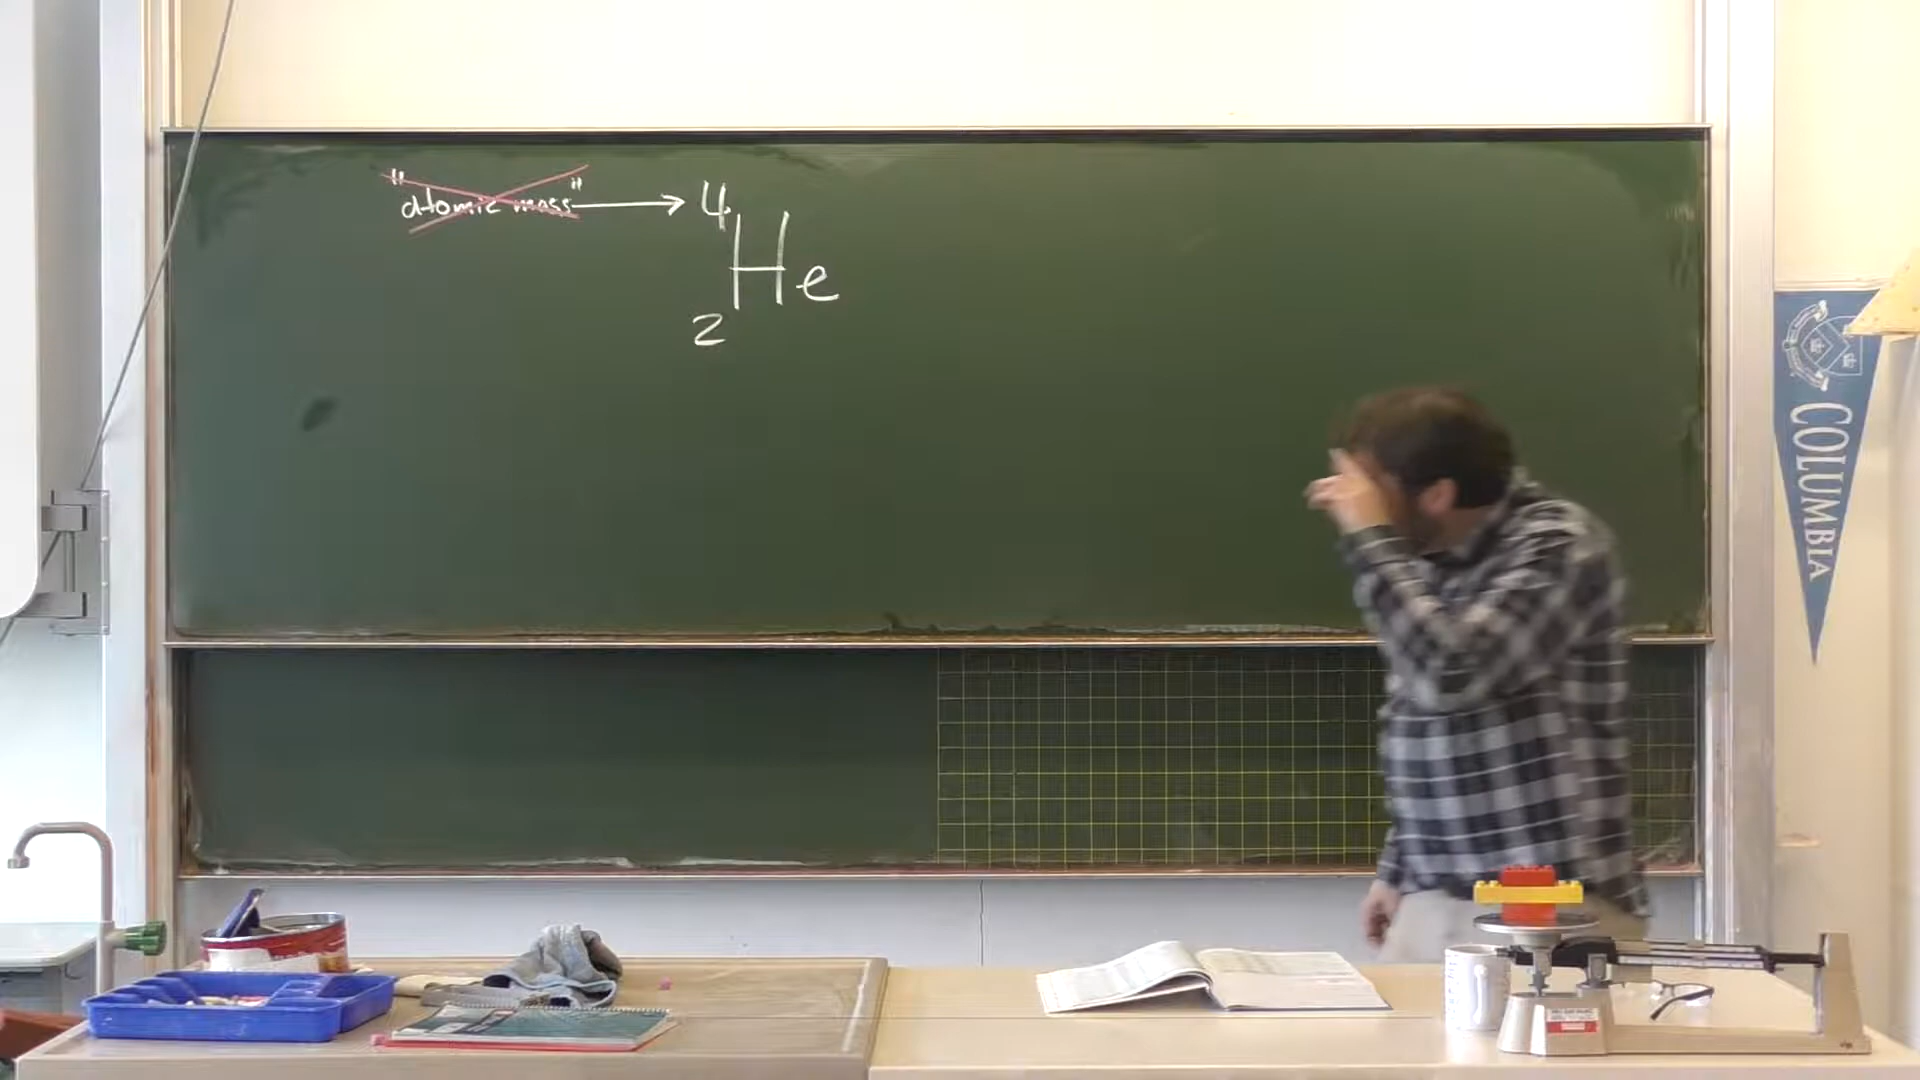 "atomic mass" → 4
He
2
COLUMBIA